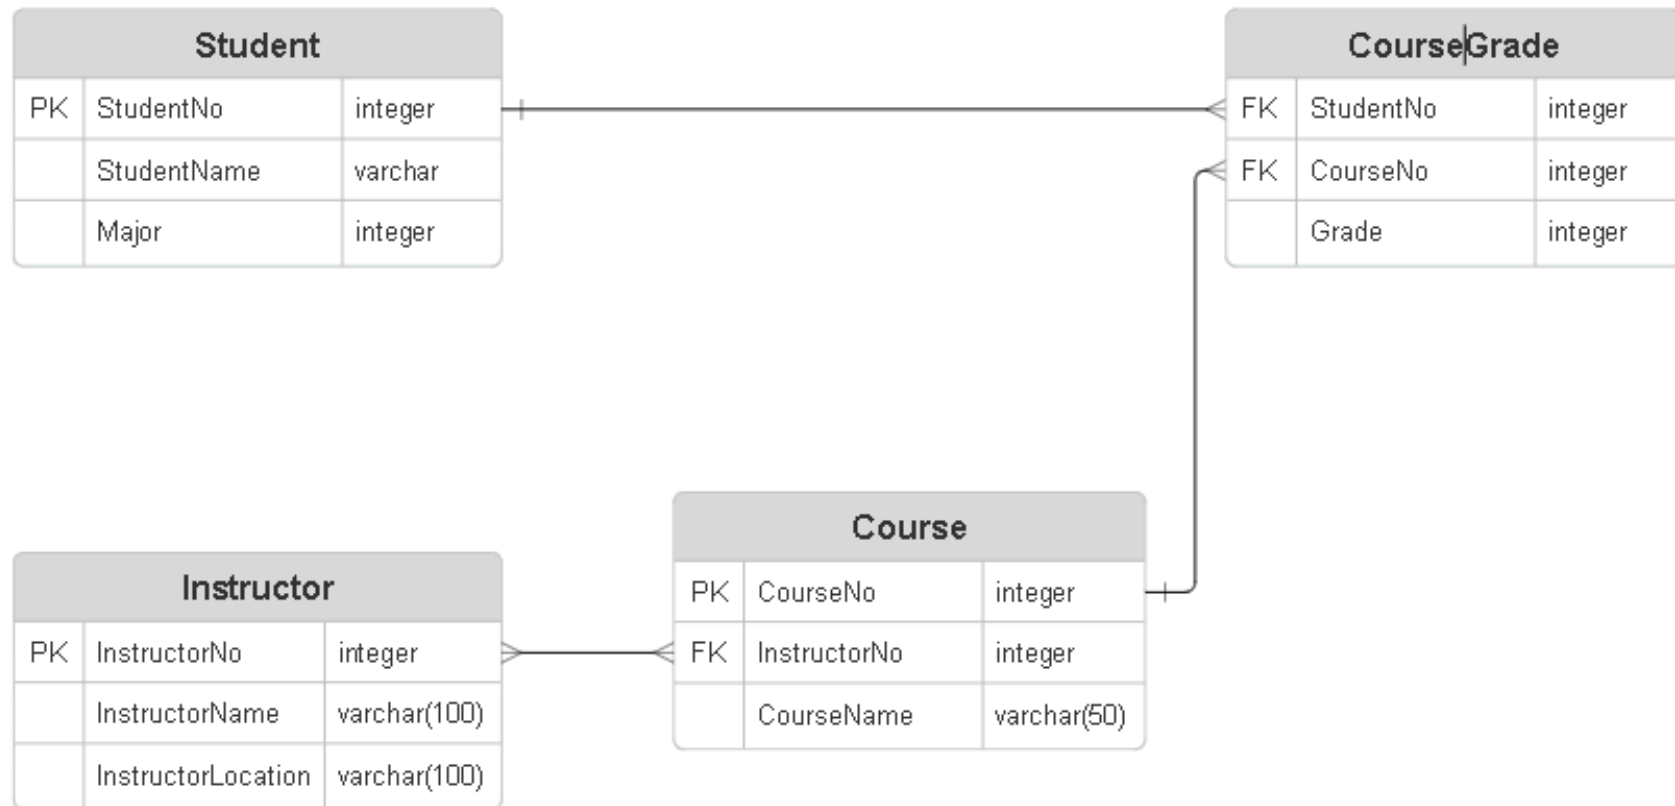 Student
PK StudentNo integer
StudentName varchar
Major integer
CourseGrade
FK StudentNo integer
FK CourseNo integer
Grade integer
Instructor
PK InstructorNo integer
InstructorName varchar(100)
InstructorLocation varchar(100)
Course
PK CourseNo integer
FK InstructorNo integer
CourseName varchar(50)